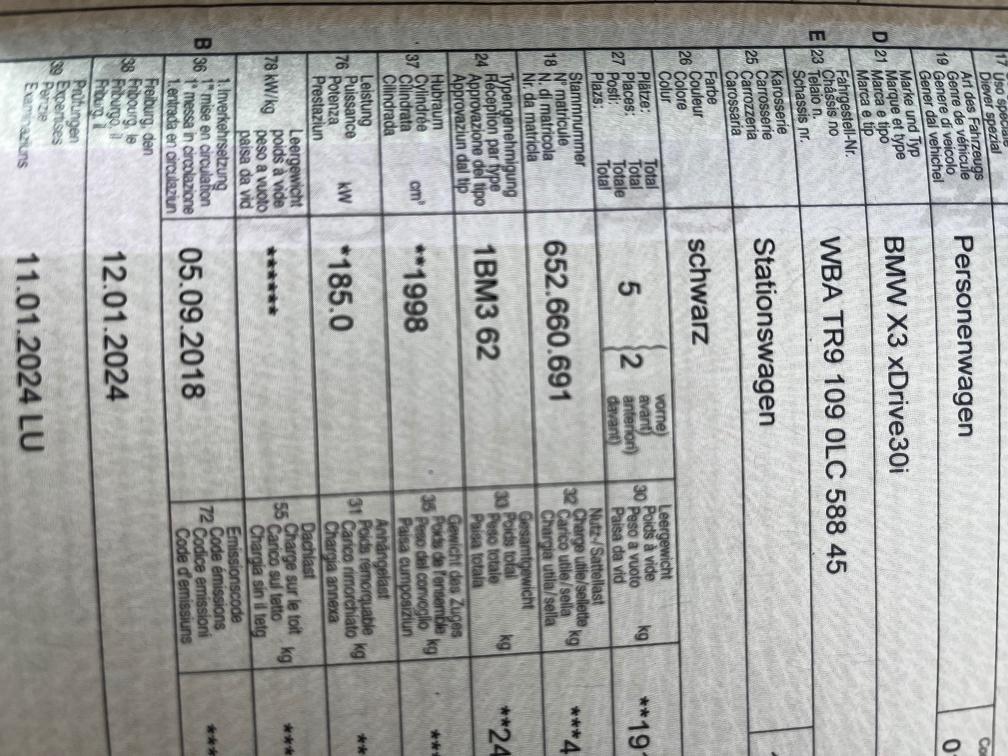 17
Diever spezial
Art des Fahrzeugs
Genre de véhicule
19 Genere di veicolo
Gener da vehichel
Personenwagen
0
Marke und Typ
D 21 Marque et type
Marca e tipo
Marca e tip
BMW X3 xDrive30i
Fahrgestell-Nr.
E 23 Châssis no
Telaio n.
Schassis nr.
WBA TR9 109 0LC 588 45
Karosserie
25 Carrosserie
Carrozzeria
Carossaria
Stationswagen
Farbe
26 Couleur
Colore
Collur
schwarz
Plätze: Total
27 Places: Total
Posti: Totale
Plazs: Total
5 (2
vorne)
avant)
anteriori)
davant)
Leergewicht
30 Poids à vide
Peso a vuoto
Paisa da vid
kg
**19
Stammnummer
18 N° matricule
N. di matricola
Nr. da matricla
652.660.691
Nutz-/Sattellast
32 Charge utile/sellette kg
Carico utile/sella
Chargia utila/sella
***4
Typengenehmigung
24 Réception par type
Approvazione del tipo
Approvaziun dal tip
1BM3 62
Gesamtgewicht
33 Poids total
Peso totale
Paisa totala
kg
**24
Hubraum
37 Cylindrée
Cilindrata
Cilindrada
cm³
**1998
Gewicht des Zuges
35 Poids de l'ensemble kg
Peso del convoglio
Paisa cumposiziun
***
Leistung
76 Puissance
Potenza
Prestaziun
kW
*185.0
Anhängelast
31 Poids remorquable kg
Carico rimorchiato
Chargia annexa
**
Leergewicht
78 kW/kg poids à vide
peso a vuoto
paisa da vid
******
Dachlast
55 Charge sur le toit kg
Carico sul tetto
Chargia sin il tetg
***
1. Inverkehrsetzung
B 36 1re mise en circulation
1a messa in circolazione
1. entrada en circulaziun
05.09.2018
Emissionscode
72 Code émissions
Codice emissioni
Code d'emissiuns
***
Freiburg den
38 Fribourg le
Friburgo il
Friburg, il
12.01.2024
Prüfungen
39 Expertises
Perizie
Examinaziuns
11.01.2024 LU